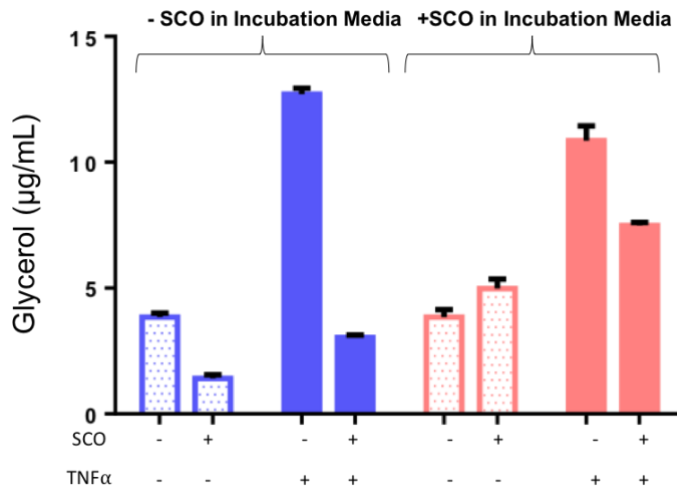 - SCO in Incubation Media +SCO in Incubation Media
Glycerol (µg/mL)
15
10
5
0
SCO - + - + - + - +
TNFα - - + + - - + +